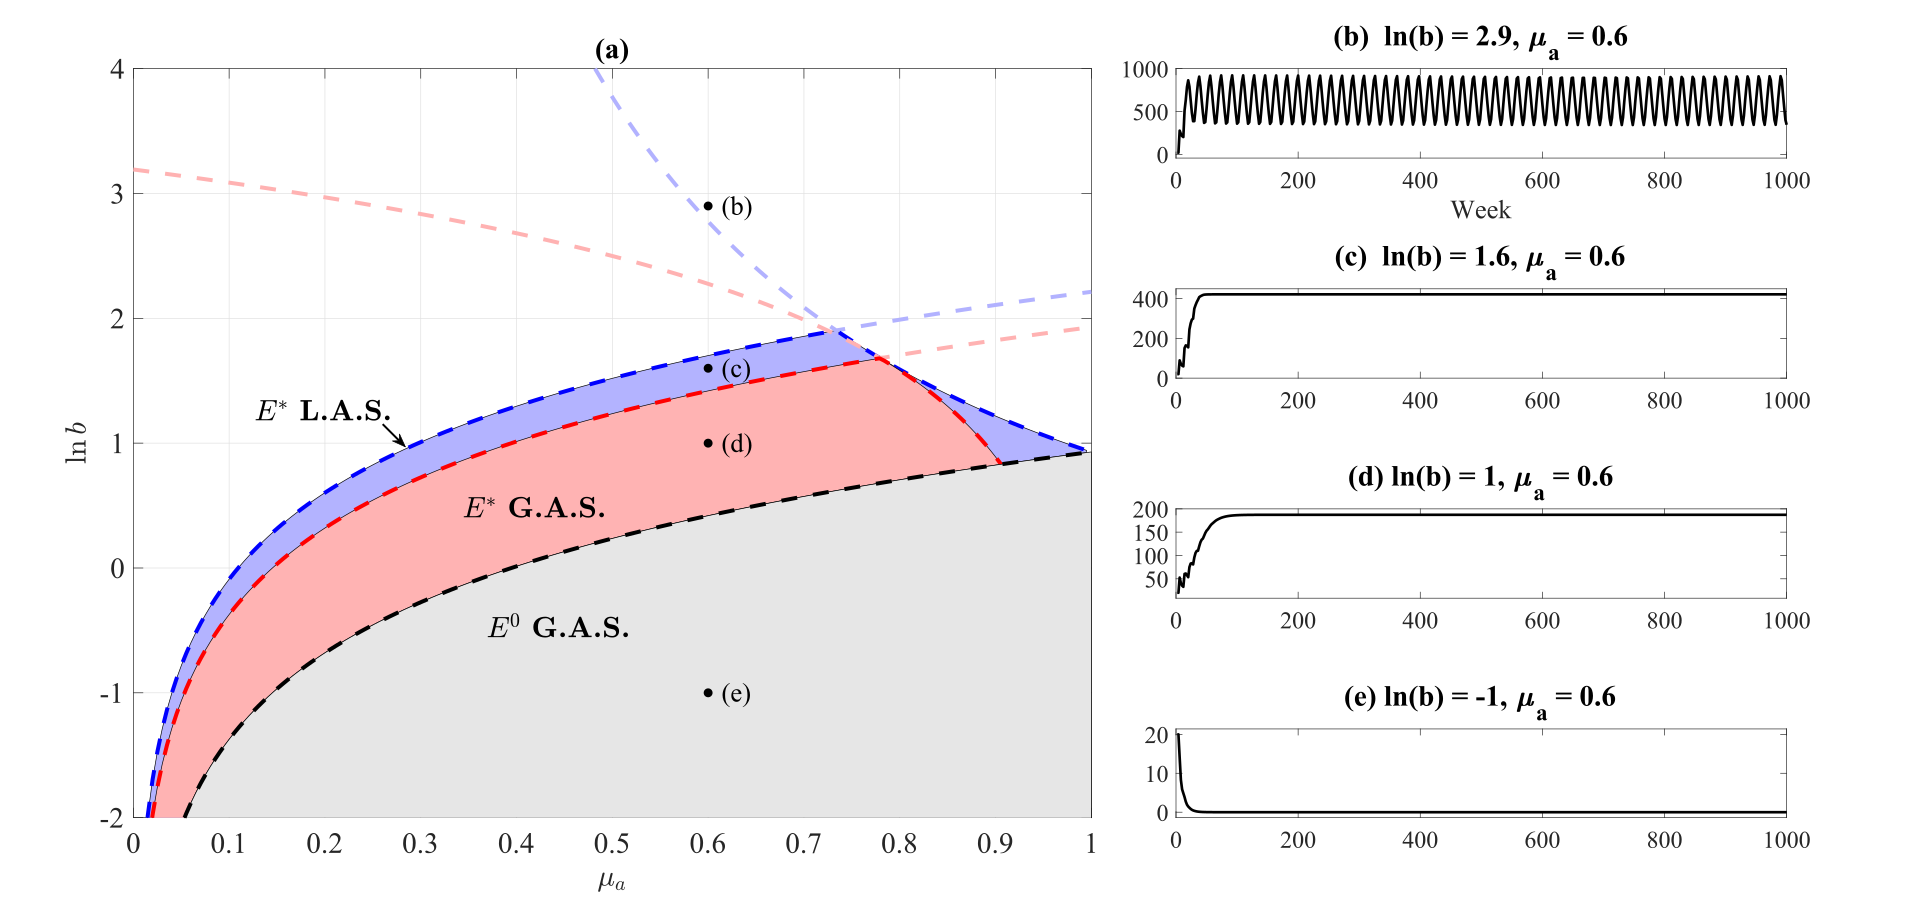 (a)
4
3
2
1
0
-1
-2
ln b
0 0.1 0.2 0.3 0.4 0.5 0.6 0.7 0.8 0.9 1
μₐ
(b)
(c)
(d)
(e)
E* L.A.S.
E* G.A.S.
E⁰ G.A.S.
(b) ln(b) = 2.9, μₐ = 0.6
1000
500
0
0 200 400 600 800 1000
Week
(c) ln(b) = 1.6, μₐ = 0.6
400
200
0
0 200 400 600 800 1000
(d) ln(b) = 1, μₐ = 0.6
200
150
100
50
0 200 400 600 800 1000
(e) ln(b) = -1, μₐ = 0.6
20
10
0
0 200 400 600 800 1000